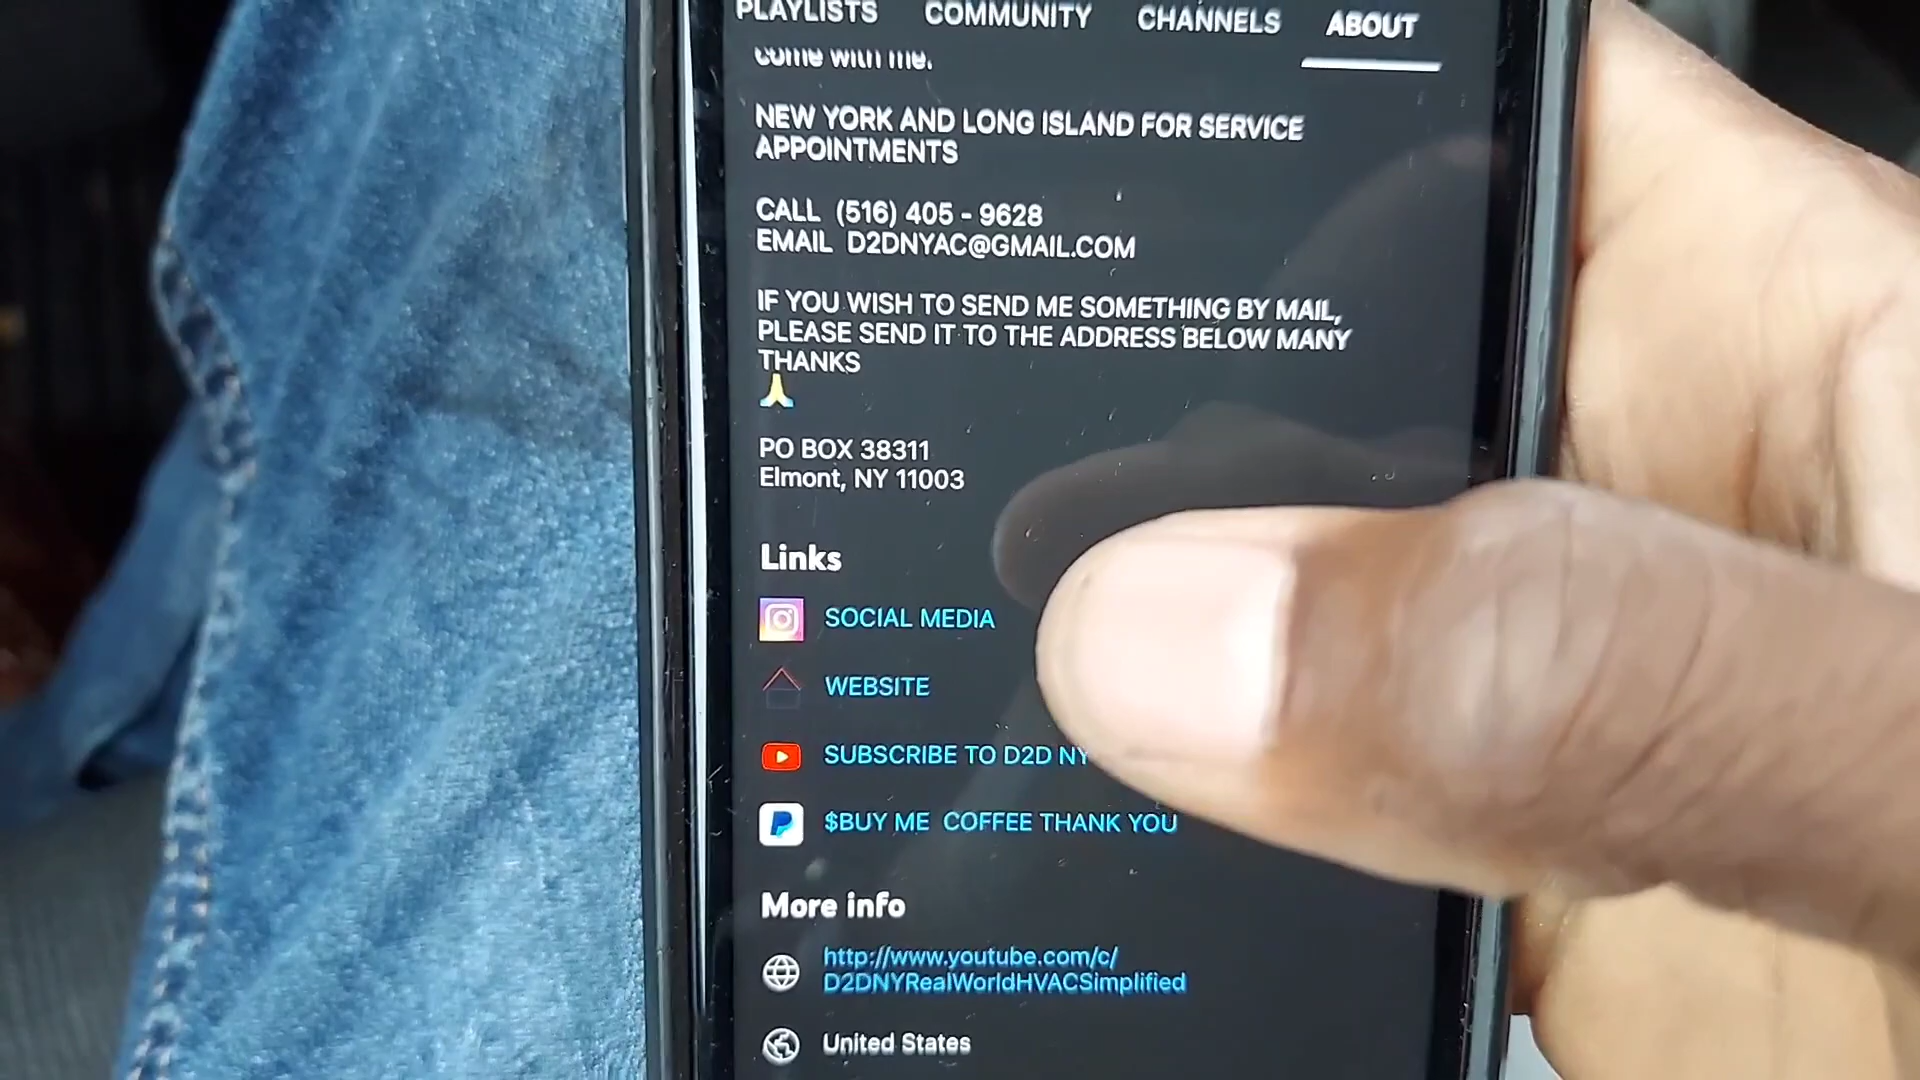 PLAYLISTS COMMUNITY CHANNELS ABOUT
come with me.
NEW YORK AND LONG ISLAND FOR SERVICE
APPOINTMENTS
CALL (516) 405 - 9628
EMAIL D2DNYAC@GMAIL.COM
IF YOU WISH TO SEND ME SOMETHING BY MAIL,
PLEASE SEND IT TO THE ADDRESS BELOW MANY
THANKS
PO BOX 38311
Elmont, NY 11003
Links
SOCIAL MEDIA
WEBSITE
SUBSCRIBE TO D2D NY
$BUY ME COFFEE THANK YOU
More info
http://www.youtube.com/c/
D2DNYRealWorldHVACSimplified
United States